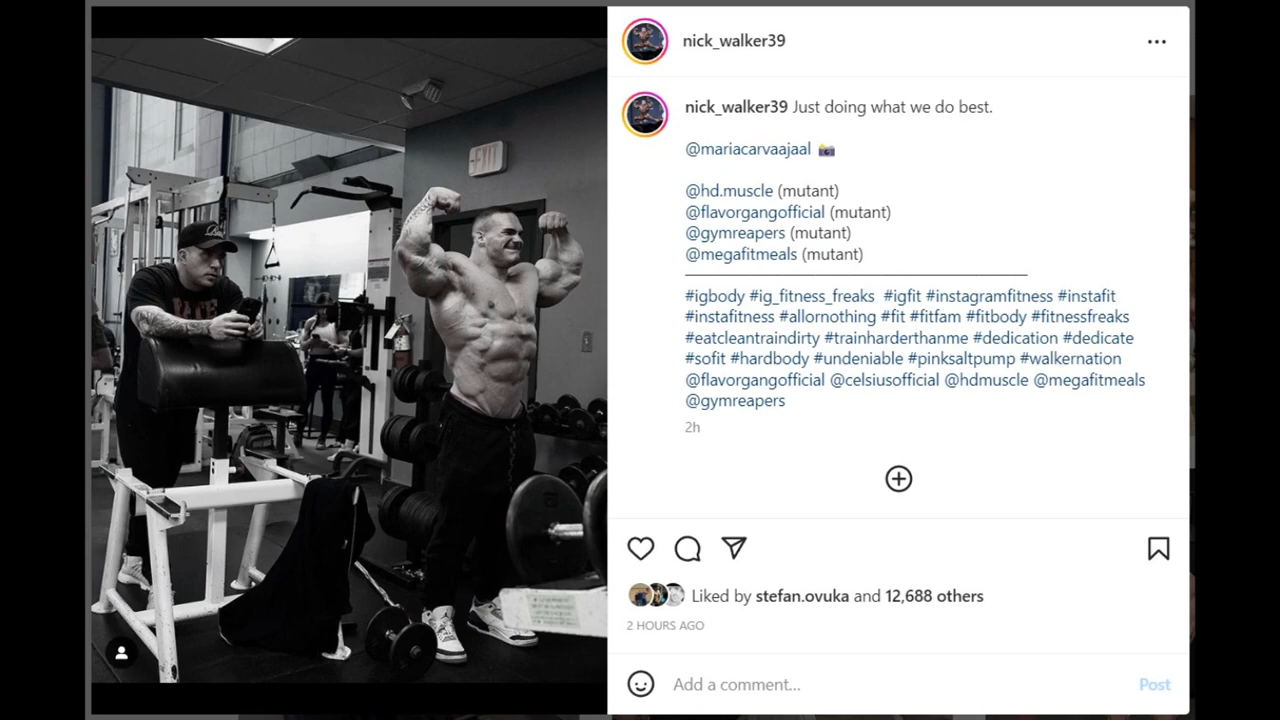 nick_walker39
nick_walker39 Just doing what we do best.
@mariacarvaajaal 📷
@hd.muscle (mutant)
@flavorgangofficial (mutant)
@gymreapers (mutant)
@megafitmeals (mutant)
#igbody #ig_fitness_freaks #igfit #instagramfitness #instafit
#instafitness #allornothing #fit #fitfam #fitbody #fitnessfreaks
#eatcleantraindirty #trainharderthanme #dedication #dedicate
#sofit #hardbody #undeniable #pinksaltpump #walkernation
@flavorgangofficial @celsiusofficial @hdmuscle @megafitmeals
@gymreapers
2h
Liked by stefan.ovuka and 12,688 others
2 HOURS AGO
Add a comment...
Post
EXIT